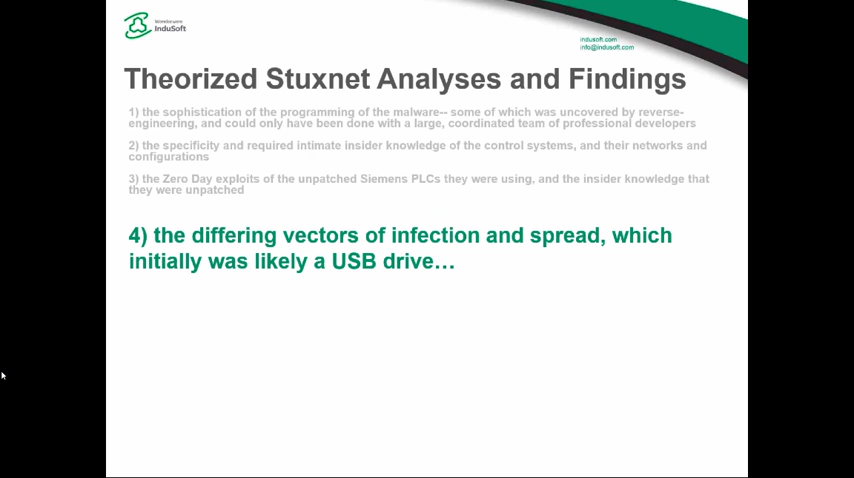 Wonderware
InduSoft
indusoft.com
info@indusoft.com
Theorized Stuxnet Analyses and Findings
1) the sophistication of the programming of the malware-- some of which was uncovered by reverse-
engineering, and could only have been done with a large, coordinated team of professional developers
2) the specificity and required intimate insider knowledge of the control systems, and their networks and
configurations
3) the Zero Day exploits of the unpatched Siemens PLCs they were using, and the insider knowledge that
they were unpatched
4) the differing vectors of infection and spread, which
initially was likely a USB drive…